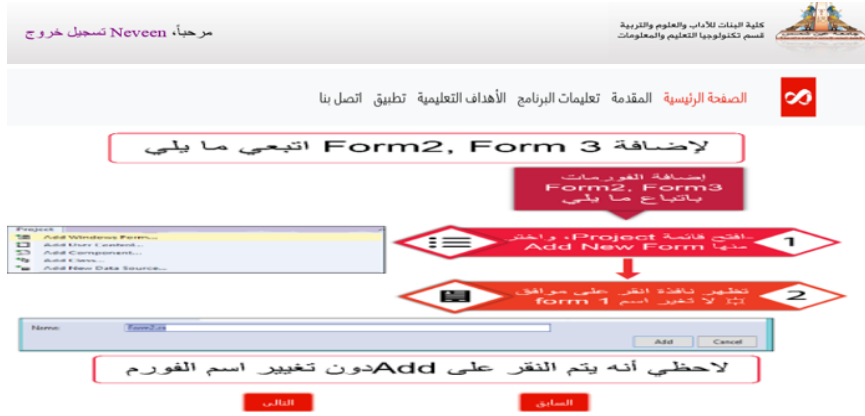 كلية البنات للآداب والعلوم والتربية
قسم تكنولوجيا التعليم والمعلومات
مرحباً، Neveen تسجيل خروج
الصفحة الرئيسية المقدمة تعليمات البرنامج الأهداف التعليمية تطبيق اتصل بنا
لإضافة Form2, Form 3 اتبعي ما يلي
إضافة الفورمات
Form2, Form3
باتباع ما يلي
1
افتح قائمة Project، واختر
منها Add New Form
Project
Add Windows Form...
Add User Control...
Add Component...
Add Class...
Add New Data Source...
2
تظهر نافذة انقر على موافق
لا تغير اسم form 1
Name: Form2.cs
Add Cancel
لاحظي أنه يتم النقر على Addدون تغيير اسم الفورم
السابق
التالى